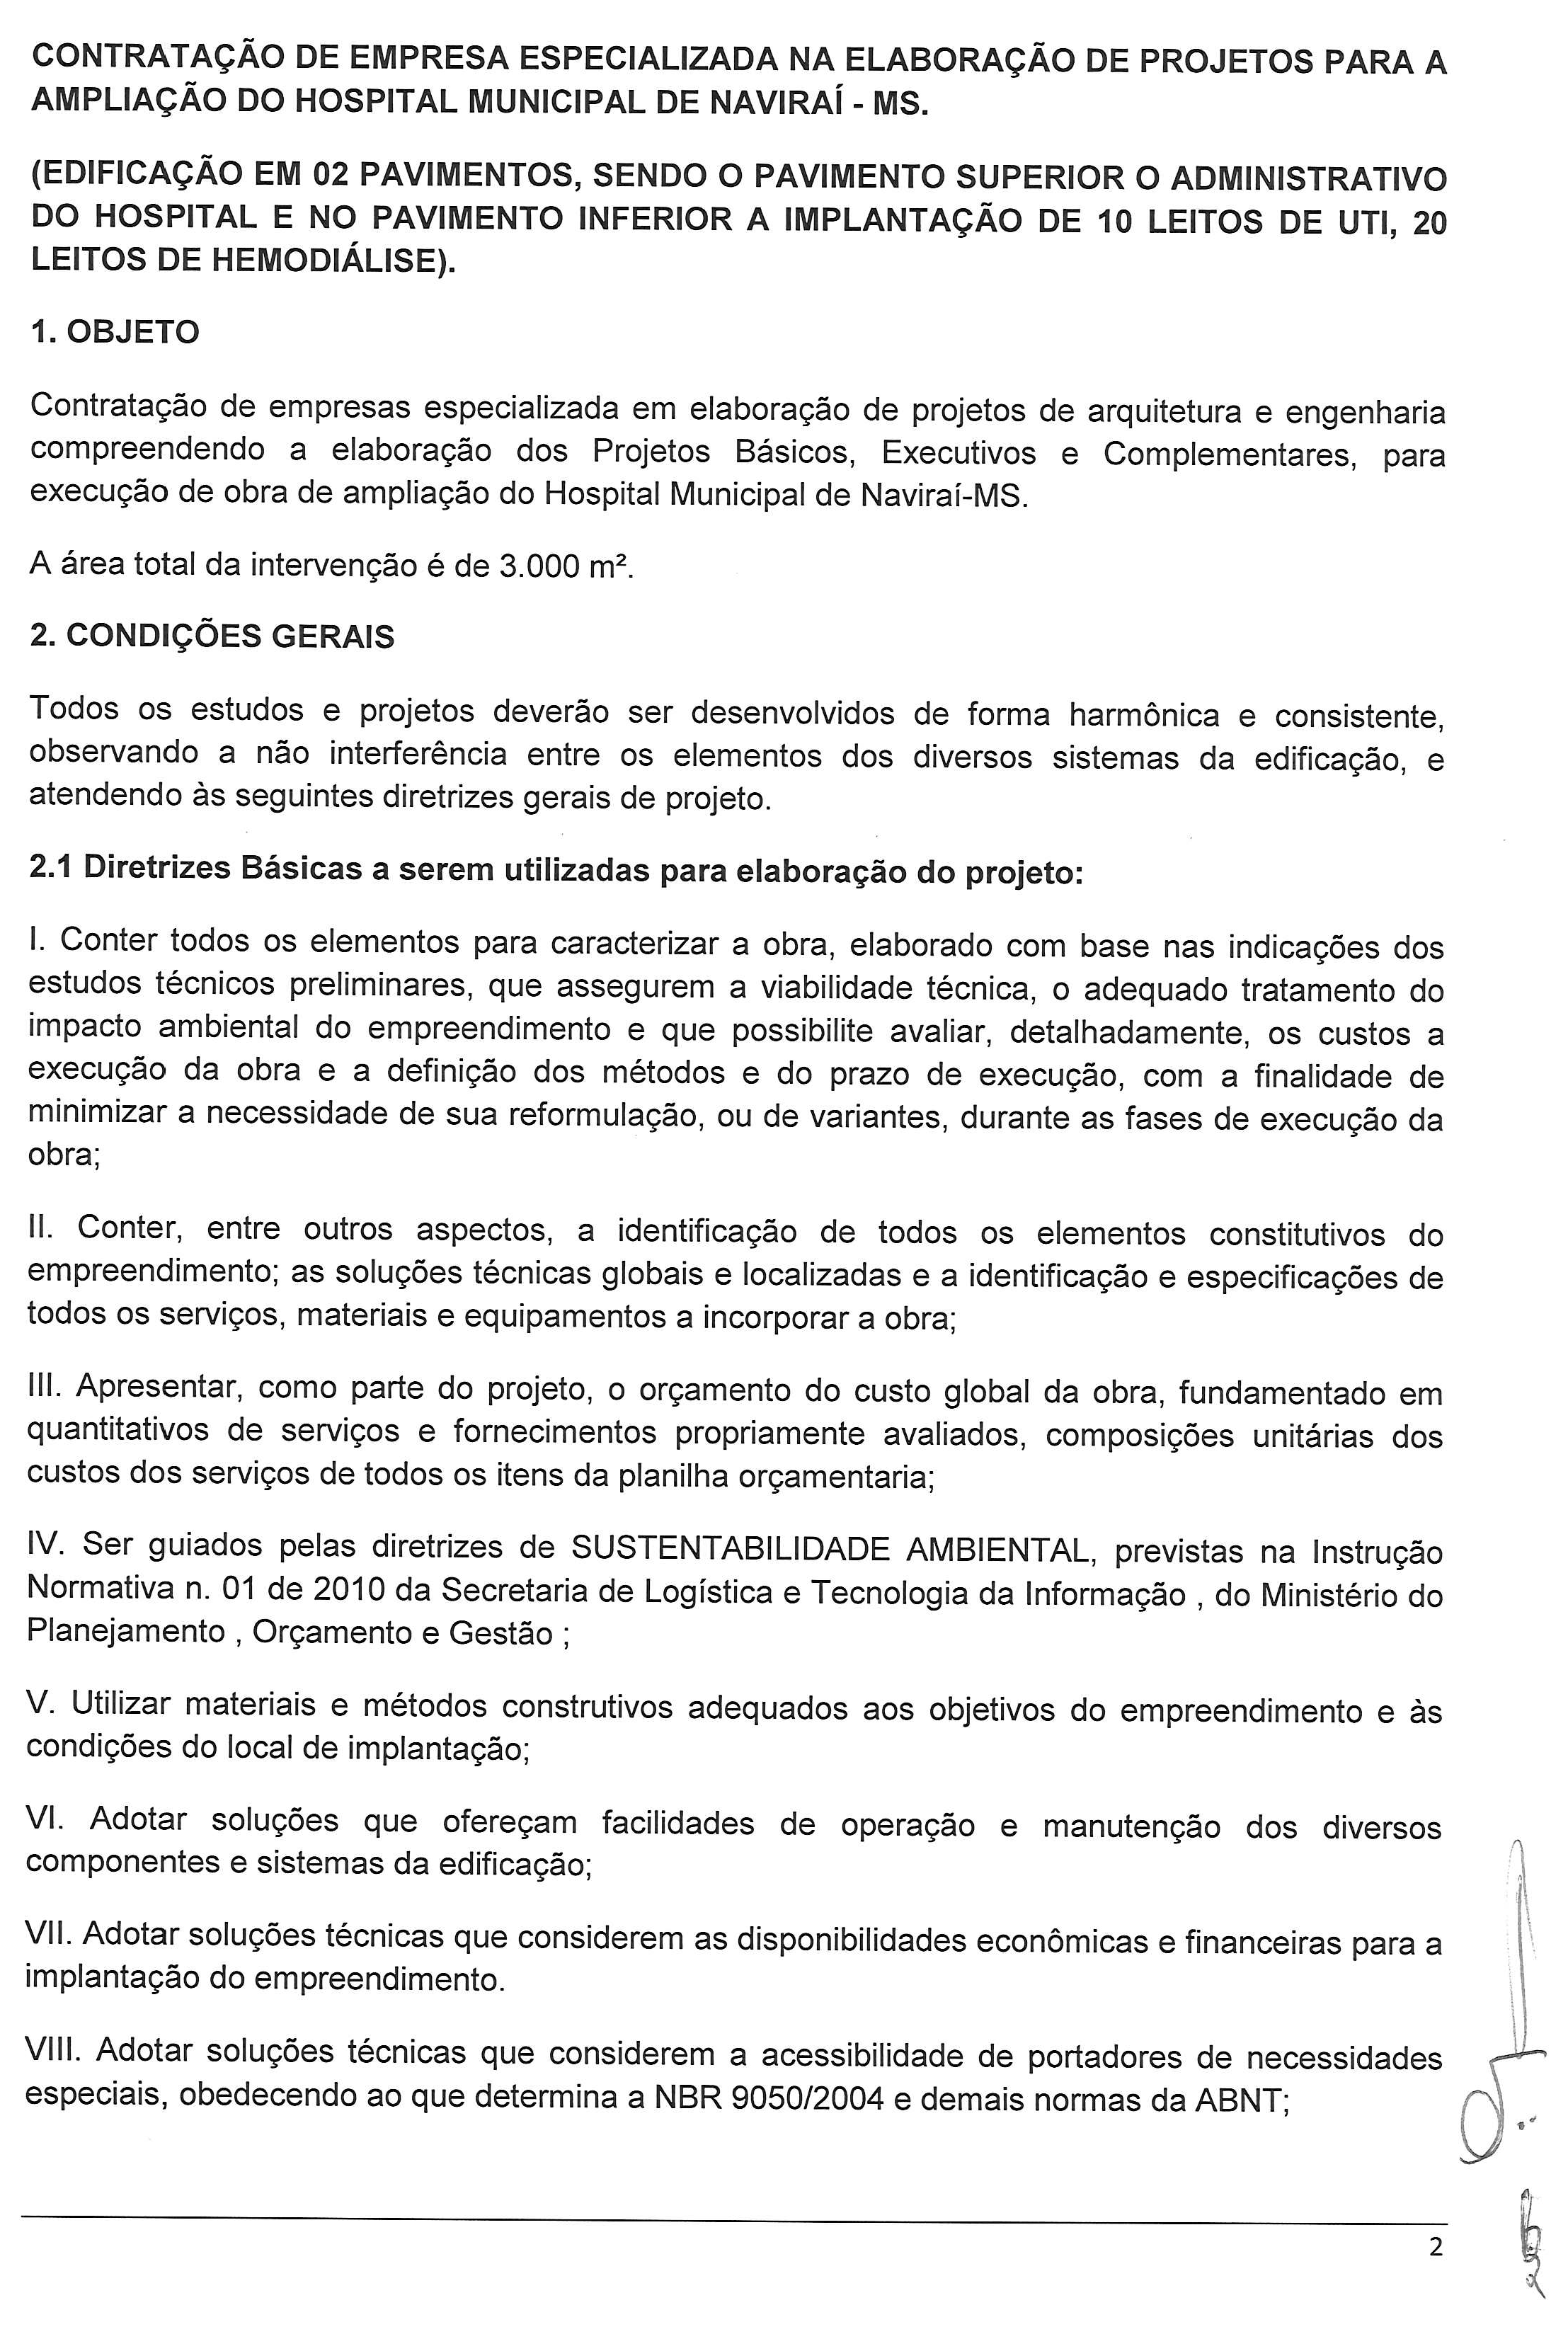 CONTRATAÇÃO DE EMPRESA ESPECIALIZADA NA ELABORAÇÃO DE PROJETOS PARA A
AMPLIAÇÃO DO HOSPITAL MUNICIPAL DE NAVIRAÍ - MS.
(EDIFICAÇÃO EM 02 PAVIMENTOS, SENDO O PAVIMENTO SUPERIOR O ADMINISTRATIVO
DO HOSPITAL E NO PAVIMENTO INFERIOR A IMPLANTAÇÃO DE 10 LEITOS DE UTI, 20
LEITOS DE HEMODIÁLISE).
1. OBJETO
Contratação de empresas especializada em elaboração de projetos de arquitetura e engenharia
compreendendo a elaboração dos Projetos Básicos, Executivos e Complementares, para
execução de obra de ampliação do Hospital Municipal de Naviraí-MS.
A área total da intervenção é de 3.000 m².
2. CONDIÇÕES GERAIS
Todos os estudos e projetos deverão ser desenvolvidos de forma harmônica e consistente,
observando a não interferência entre os elementos dos diversos sistemas da edificação, e
atendendo às seguintes diretrizes gerais de projeto.
2.1 Diretrizes Básicas a serem utilizadas para elaboração do projeto:
I. Conter todos os elementos para caracterizar a obra, elaborado com base nas indicações dos
estudos técnicos preliminares, que assegurem a viabilidade técnica, o adequado tratamento do
impacto ambiental do empreendimento e que possibilite avaliar, detalhadamente, os custos a
execução da obra e a definição dos métodos e do prazo de execução, com a finalidade de
minimizar a necessidade de sua reformulação, ou de variantes, durante as fases de execução da
obra;
II. Conter, entre outros aspectos, a identificação de todos os elementos constitutivos do
empreendimento; as soluções técnicas globais e localizadas e a identificação e especificações de
todos os serviços, materiais e equipamentos a incorporar a obra;
III. Apresentar, como parte do projeto, o orçamento do custo global da obra, fundamentado em
quantitativos de serviços e fornecimentos propriamente avaliados, composições unitárias dos
custos dos serviços de todos os itens da planilha orçamentaria;
IV. Ser guiados pelas diretrizes de SUSTENTABILIDADE AMBIENTAL, previstas na Instrução
Normativa n. 01 de 2010 da Secretaria de Logística e Tecnologia da Informação , do Ministério do
Planejamento , Orçamento e Gestão ;
V. Utilizar materiais e métodos construtivos adequados aos objetivos do empreendimento e às
condições do local de implantação;
VI. Adotar soluções que ofereçam facilidades de operação e manutenção dos diversos
componentes e sistemas da edificação;
VII. Adotar soluções técnicas que considerem as disponibilidades econômicas e financeiras para a
implantação do empreendimento.
VIII. Adotar soluções técnicas que considerem a acessibilidade de portadores de necessidades
especiais, obedecendo ao que determina a NBR 9050/2004 e demais normas da ABNT;
2